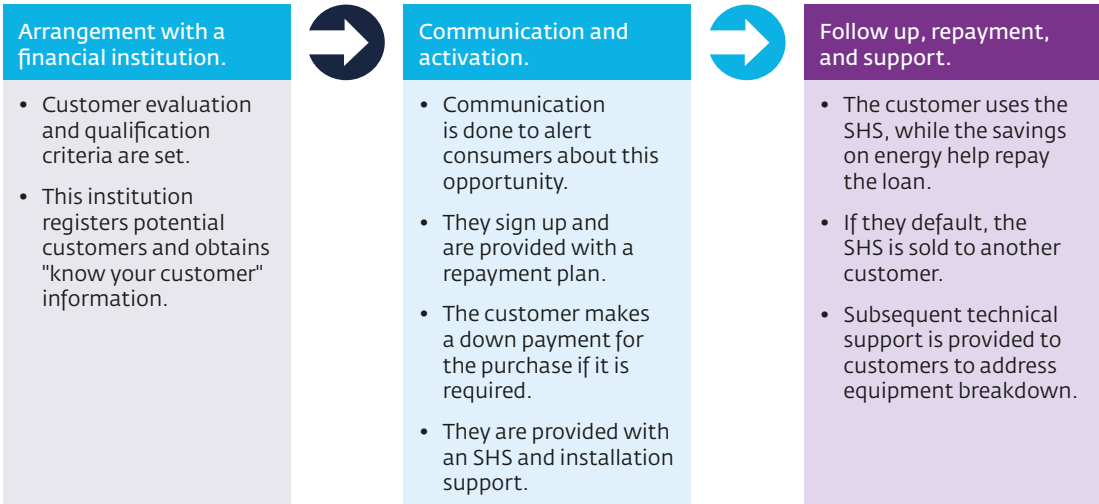 Arrangement with a
financial institution.
• Customer evaluation
and qualification
criteria are set.
• This institution
registers potential
customers and obtains
"know your customer"
information.
Communication and
activation.
• Communication
is done to alert
consumers about this
opportunity.
• They sign up and
are provided with a
repayment plan.
• The customer makes
a down payment for
the purchase if it is
required.
• They are provided with
an SHS and installation
support.
Follow up, repayment,
and support.
• The customer uses the
SHS, while the savings
on energy help repay
the loan.
• If they default, the
SHS is sold to another
customer.
• Subsequent technical
support is provided to
customers to address
equipment breakdown.